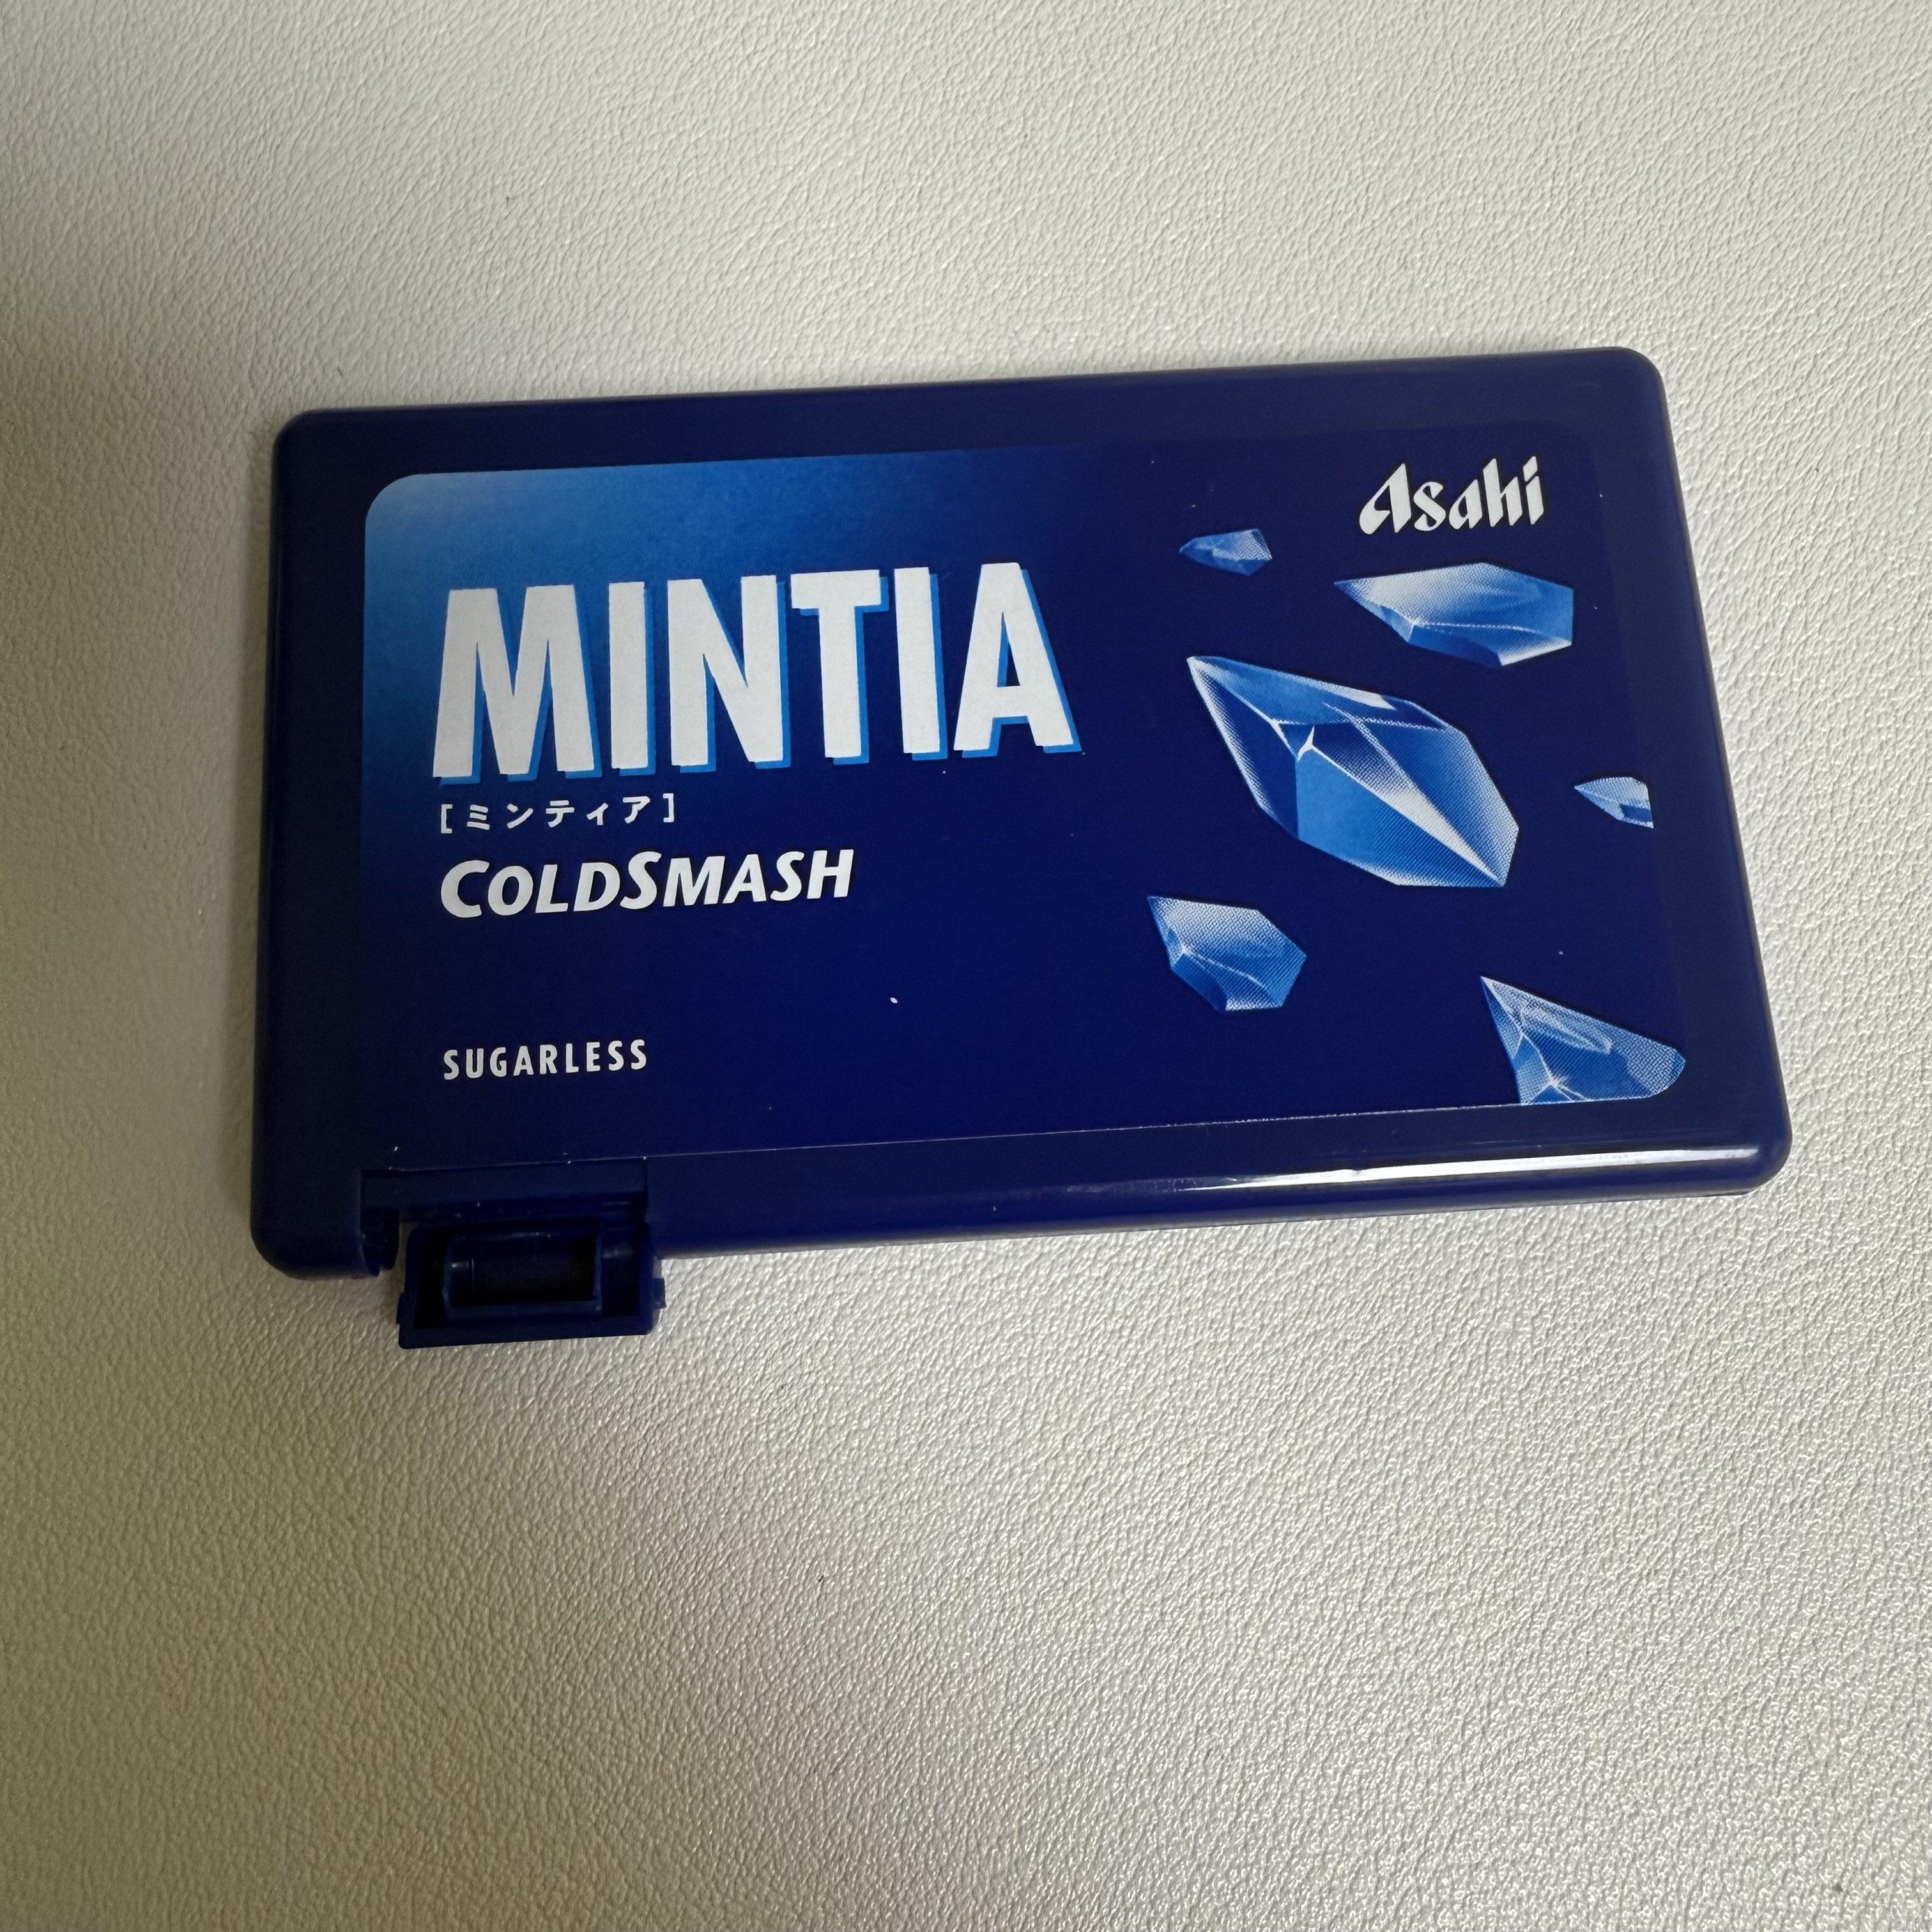 Asahi
MINTIA
[ミンティア]
COLDSMASH
SUGARLESS